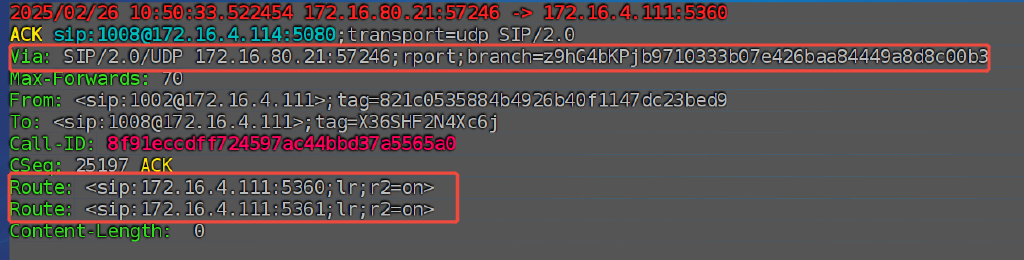 2025/02/26 10:50:33.522454 172.16.80.21:57246 -> 172.16.4.111:5360
ACK sip:1008@172.16.4.114:5080;transport=udp SIP/2.0
Via: SIP/2.0/UDP 172.16.80.21:57246;rport;branch=z9hG4bKPjb9710333b07e426baa84449a8d8c00b3
Max-Forwards: 70
From: <sip:1002@172.16.4.111>;tag=821c0535884b4926b40f1147dc23bed9
To: <sip:1008@172.16.4.111>;tag=X36SHF2N4Xc6j
Call-ID: 8f91eccdff724597ac44bbd37a5565a0
CSeq: 25197 ACK
Route: <sip:172.16.4.111:5360;lr;r2=on>
Route: <sip:172.16.4.111:5361;lr;r2=on>
Content-Length:  0